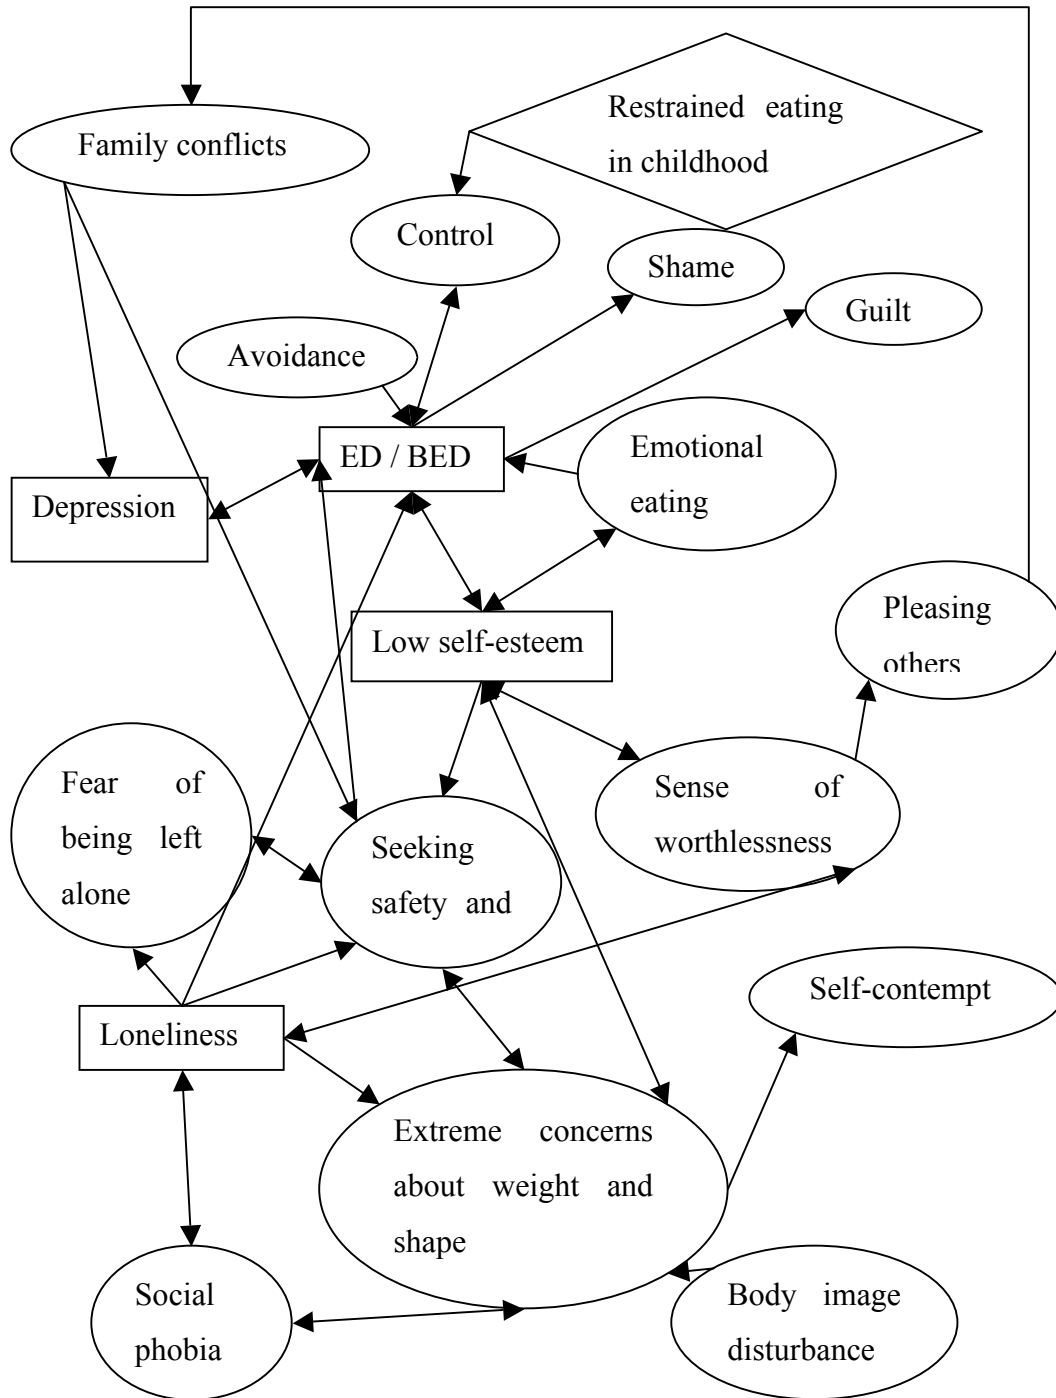 Family conflicts
Restrained eating
in childhood
Control
Shame
Guilt
Avoidance
ED / BED
Emotional
eating
Depression
Low self-esteem
Pleasing
others
Fear of
being left
alone
Seeking
safety and
Sense of
worthlessness
Self-contempt
Loneliness
Extreme concerns
about weight and
shape
Social
phobia
Body image
disturbance